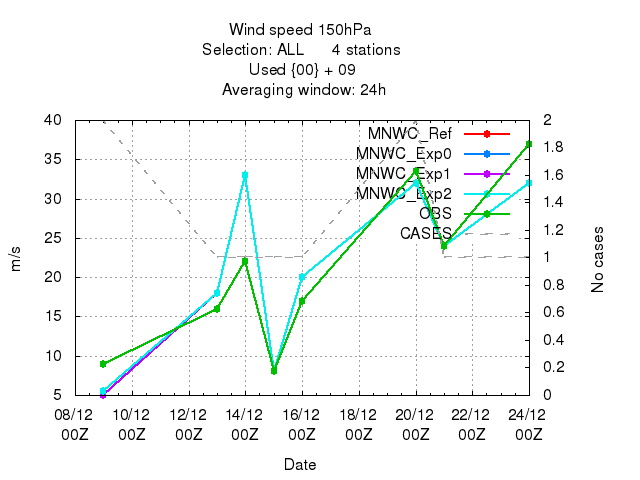 Wind speed 150hPa
Selection: ALL 4 stations
Used {00} + 09
Averaging window: 24h
40
35
30
25
20
15
10
5
m/s
2
1.8
1.6
1.4
1.2
1
0.8
0.6
0.4
0.2
0
No cases
MNWC_Ref
MNWC_Exp0
MNWC_Exp1
MNWC_Exp2
OBS
CASES
08/12 10/12 12/12 14/12 16/12 18/12 20/12 22/12 24/12
00Z 00Z 00Z 00Z 00Z 00Z 00Z 00Z 00Z
Date